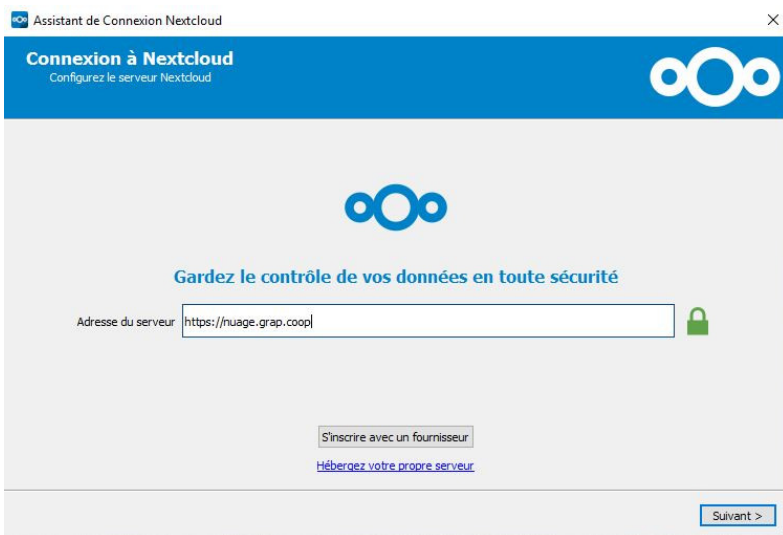 Assistant de Connexion Nextcloud
Connexion à Nextcloud
Configurez le serveur Nextcloud
Gardez le contrôle de vos données en toute sécurité
Adresse du serveur https://nuage.grap.coop
S'inscrire avec un fournisseur
Hébergez votre propre serveur
Suivant >